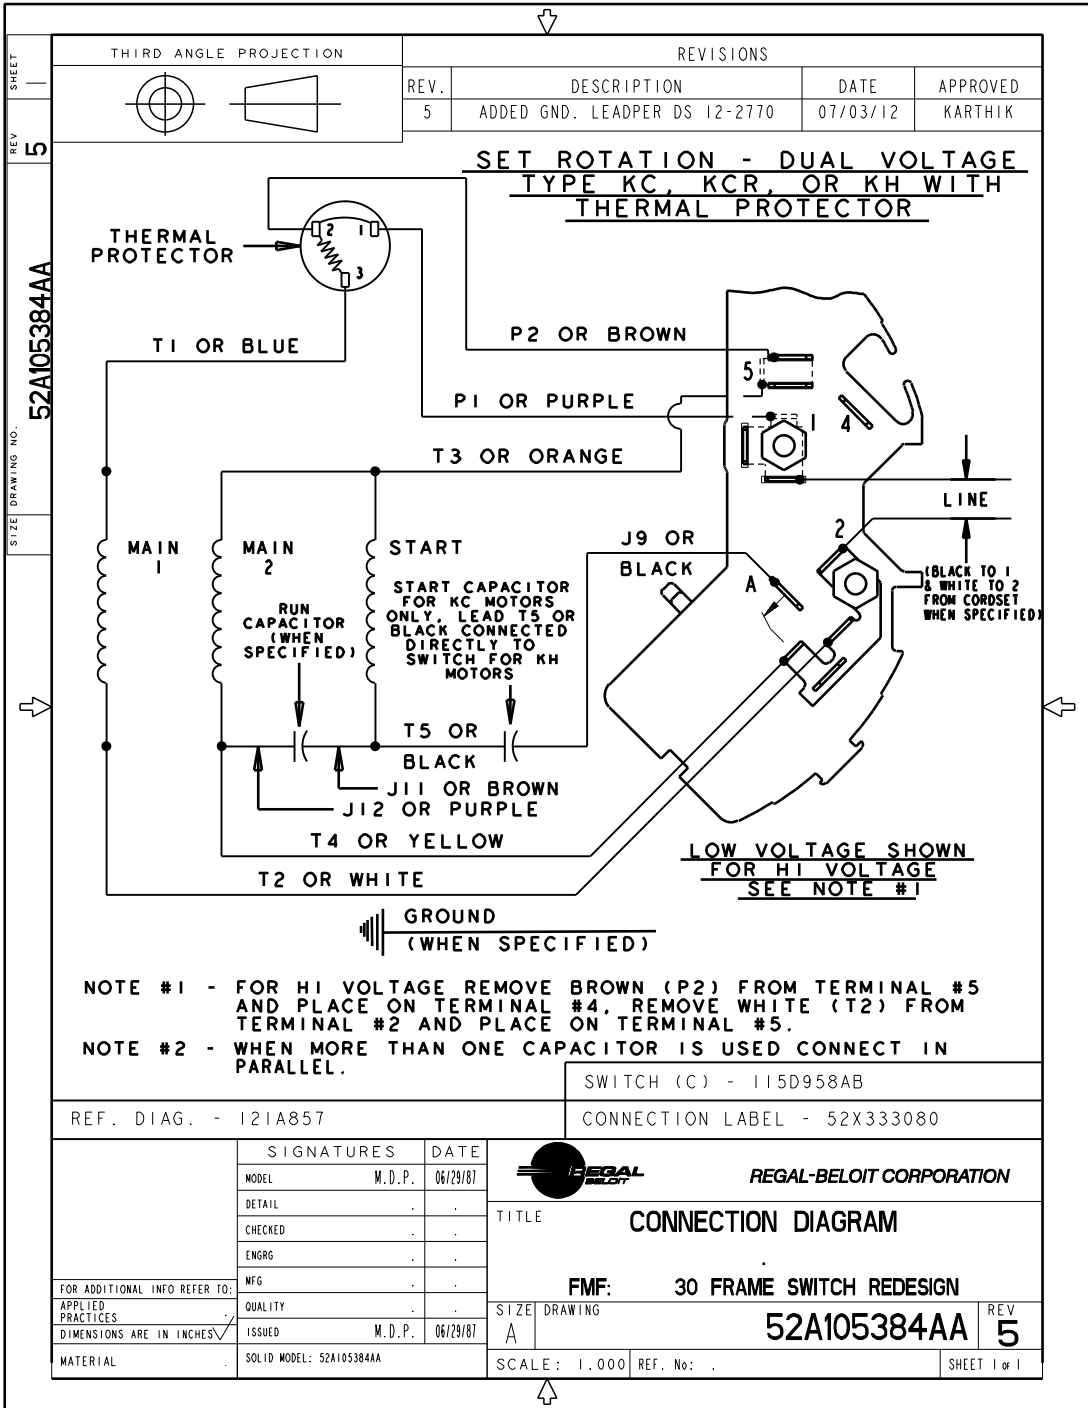 THIRD ANGLE PROJECTION
REVISIONS
REV.
DESCRIPTION
DATE
APPROVED
5
ADDED GND. LEADPER DS 12-2770
07/03/12
KARTHIK
SHEET
1
REV
5
52A105384AA
SIZE
DRAWING NO.
SET ROTATION - DUAL VOLTAGE
TYPE KC, KCR, OR KH WITH
THERMAL PROTECTOR
THERMAL
PROTECTOR
2
1
3
T1 OR BLUE
P2 OR BROWN
5
P1 OR PURPLE
1
4
T3 OR ORANGE
LINE
MAIN
1
MAIN
2
START
J9 OR
BLACK
2
A
(BLACK TO 1
& WHITE TO 2
FROM CORDSET
WHEN SPECIFIED)
START CAPACITOR
FOR KC MOTORS
ONLY, LEAD T5 OR
BLACK CONNECTED
DIRECTLY TO
SWITCH FOR KH
MOTORS
RUN
CAPACITOR
(WHEN
SPECIFIED)
T5 OR
BLACK
J11 OR BROWN
J12 OR PURPLE
T4 OR YELLOW
T2 OR WHITE
LOW VOLTAGE SHOWN
FOR HI VOLTAGE
SEE NOTE #1
GROUND
(WHEN SPECIFIED)
NOTE #1 - FOR HI VOLTAGE REMOVE BROWN (P2) FROM TERMINAL #5
AND PLACE ON TERMINAL #4, REMOVE WHITE (T2) FROM
TERMINAL #2 AND PLACE ON TERMINAL #5.
NOTE #2 - WHEN MORE THAN ONE CAPACITOR IS USED CONNECT IN
PARALLEL.
SWITCH (C) - 115D958AB
REF. DIAG. - 121A857
CONNECTION LABEL - 52X333080
SIGNATURES
DATE
MODEL M.D.P. 06/29/87
DETAIL . .
CHECKED . .
ENGRG . .
MFG . .
QUALITY . .
ISSUED M.D.P. 06/29/87
SOLID MODEL: 52A105384AA
FOR ADDITIONAL INFO REFER TO:
APPLIED
PRACTICES .
DIMENSIONS ARE IN INCHES
MATERIAL .
REGAL
BELOIT
REGAL-BELOIT CORPORATION
TITLE
CONNECTION DIAGRAM
.
FMF: 30 FRAME SWITCH REDESIGN
SIZE
A
DRAWING
52A105384AA
REV
5
SCALE: 1.000
REF. No: .
SHEET 1 of 1